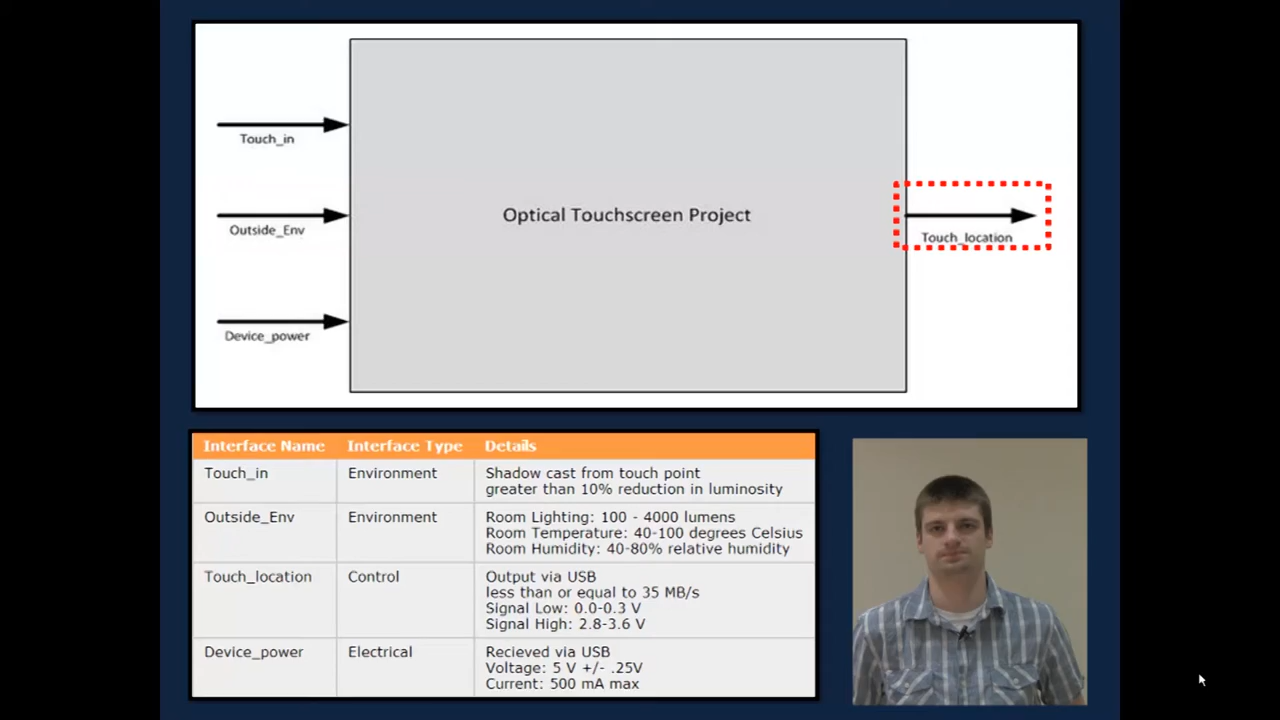 Touch_in
Outside_Env
Device_power
Optical Touchscreen Project
Touch_location
Interface Name Interface Type Details
Touch_in Environment Shadow cast from touch point
greater than 10% reduction in luminosity
Outside_Env Environment Room Lighting: 100 - 4000 lumens
Room Temperature: 40-100 degrees Celsius
Room Humidity: 40-80% relative humidity
Touch_location Control Output via USB
less than or equal to 35 MB/s
Signal Low: 0.0-0.3 V
Signal High: 2.8-3.6 V
Device_power Electrical Recieved via USB
Voltage: 5 V +/- .25V
Current: 500 mA max